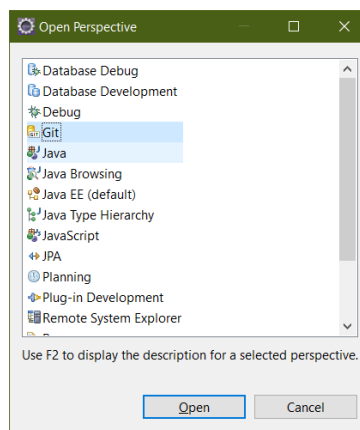 Open Perspective
Database Debug
Database Development
Debug
Git
Java
Java Browsing
Java EE (default)
Java Type Hierarchy
JavaScript
JPA
Planning
Plug-in Development
Remote System Explorer
Use F2 to display the description for a selected perspective.
Open Cancel